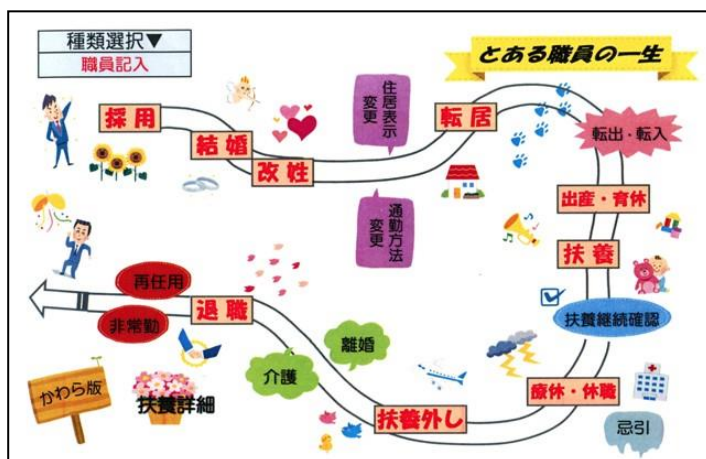 種類選択▼
職員記入
とある職員の一生
採用
結婚
改姓
住居表示
変更
転居
転出・転入
通勤方法
変更
出産・育休
扶養
扶養継続確認
療休・休職
忌引
扶養外し
離婚
介護
退職
再任用
非常勤
かわら版
扶養詳細